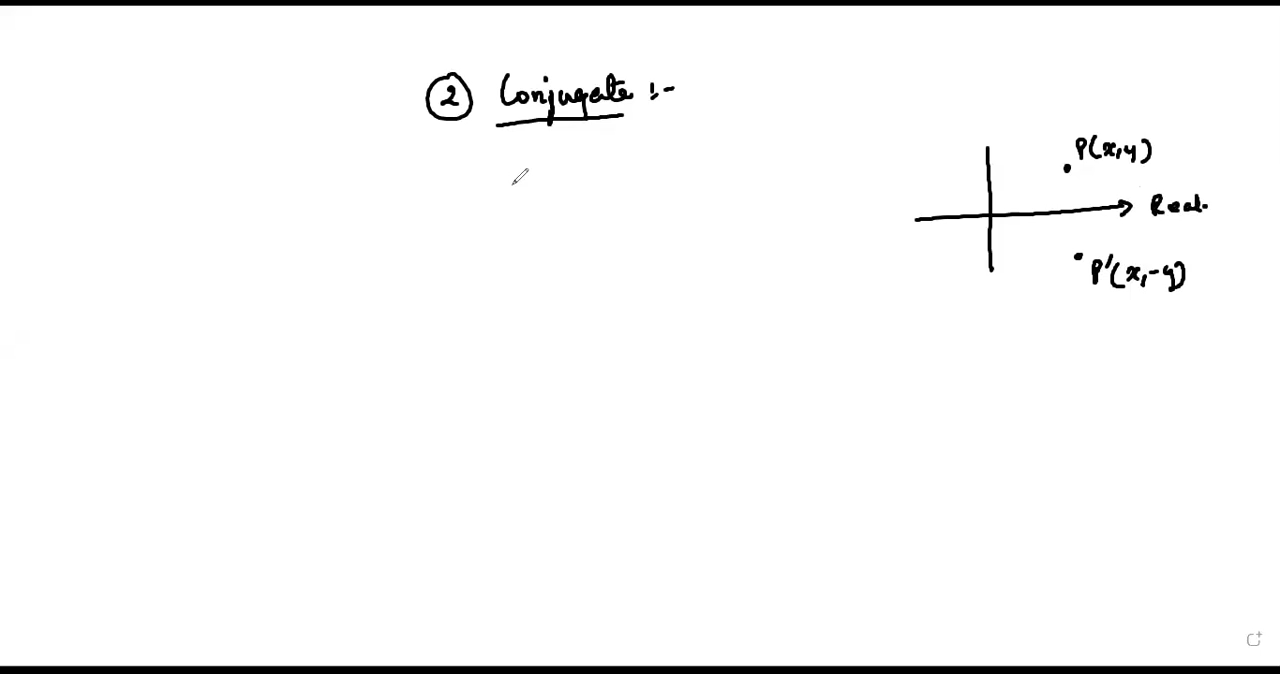 ② Conjugate :-
P(x,y)
Real.
P'(x,-y)